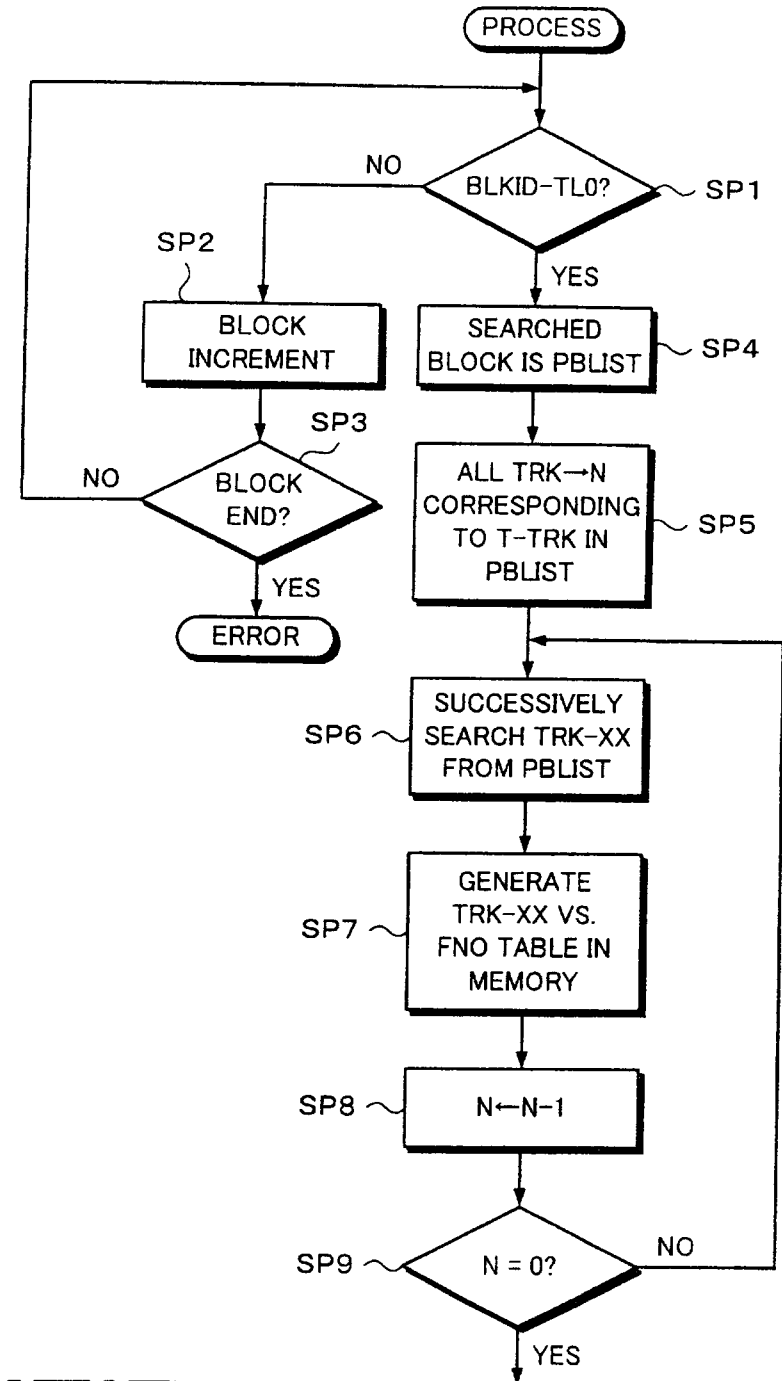 PROCESS
BLKID-TL0?
SP1
NO
YES
SP2
BLOCK
INCREMENT
SEARCHED
BLOCK IS PBLIST
SP4
SP3
BLOCK
END?
NO
YES
ERROR
ALL TRK→N
CORRESPONDING
TO T-TRK IN
PBLIST
SP5
SP6
SUCCESSIVELY
SEARCH TRK-XX
FROM PBLIST
SP7
GENERATE
TRK-XX VS.
FNO TABLE IN
MEMORY
SP8
N←N-1
SP9
N = 0?
NO
YES